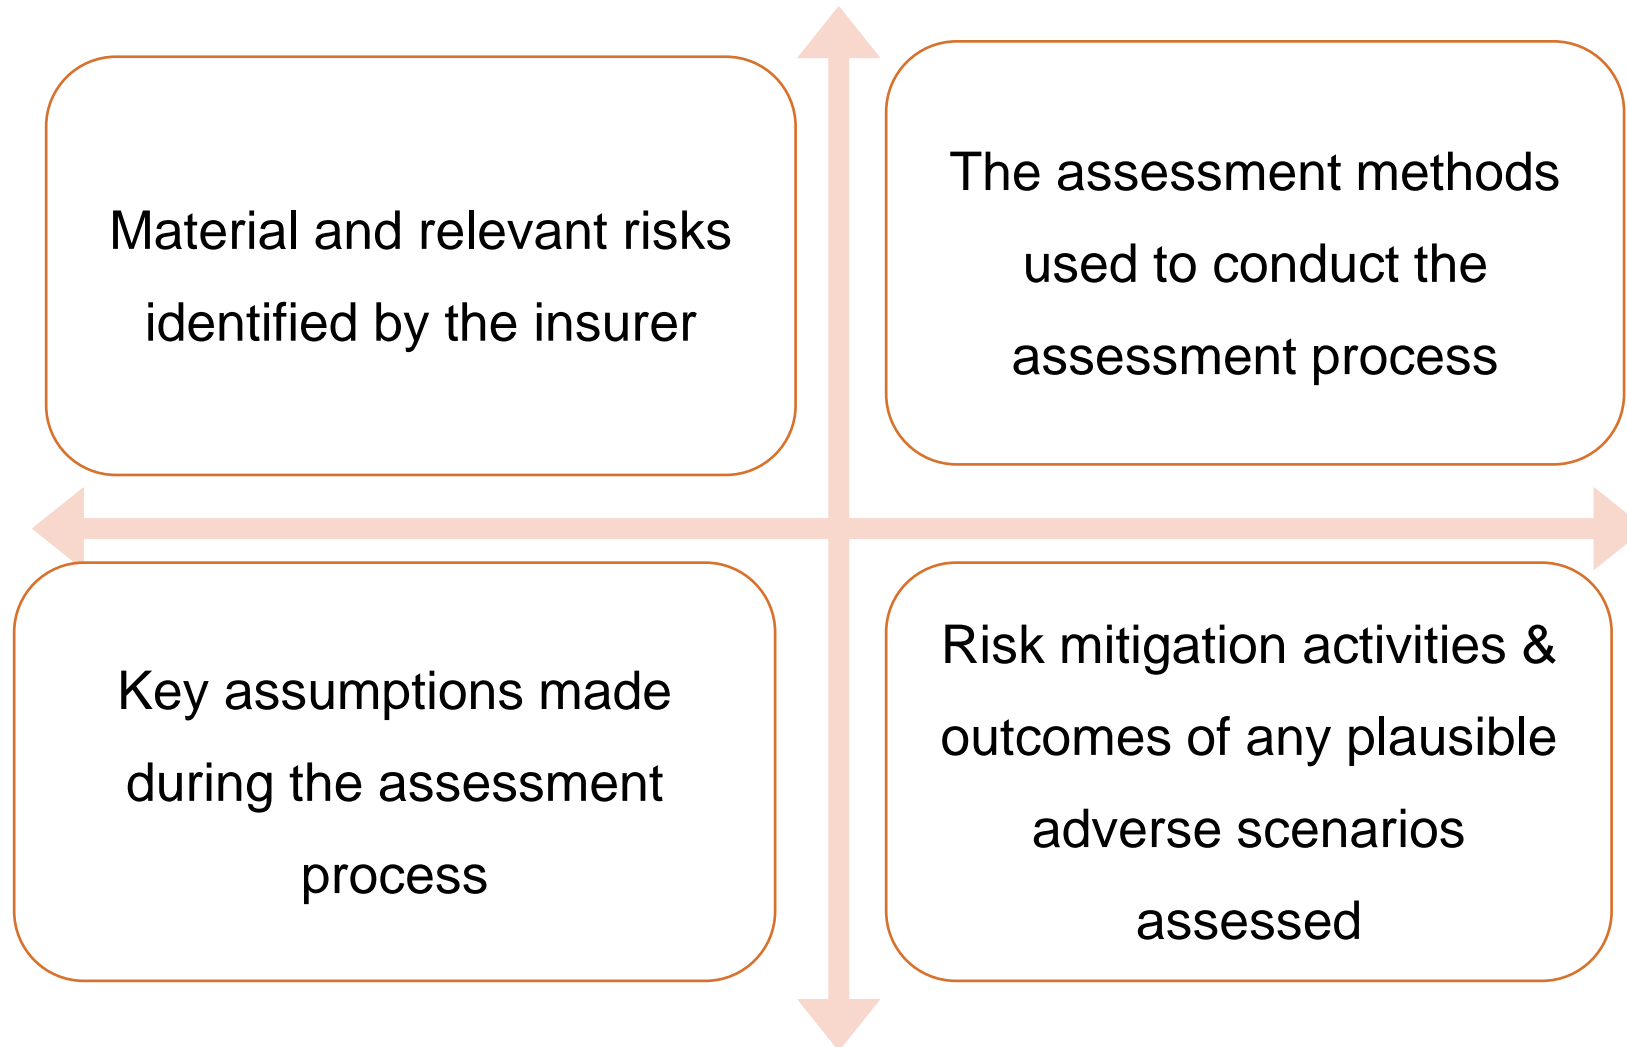 Material and relevant risks
identified by the insurer
The assessment methods
used to conduct the
assessment process
Key assumptions made
during the assessment
process
Risk mitigation activities &
outcomes of any plausible
adverse scenarios
assessed